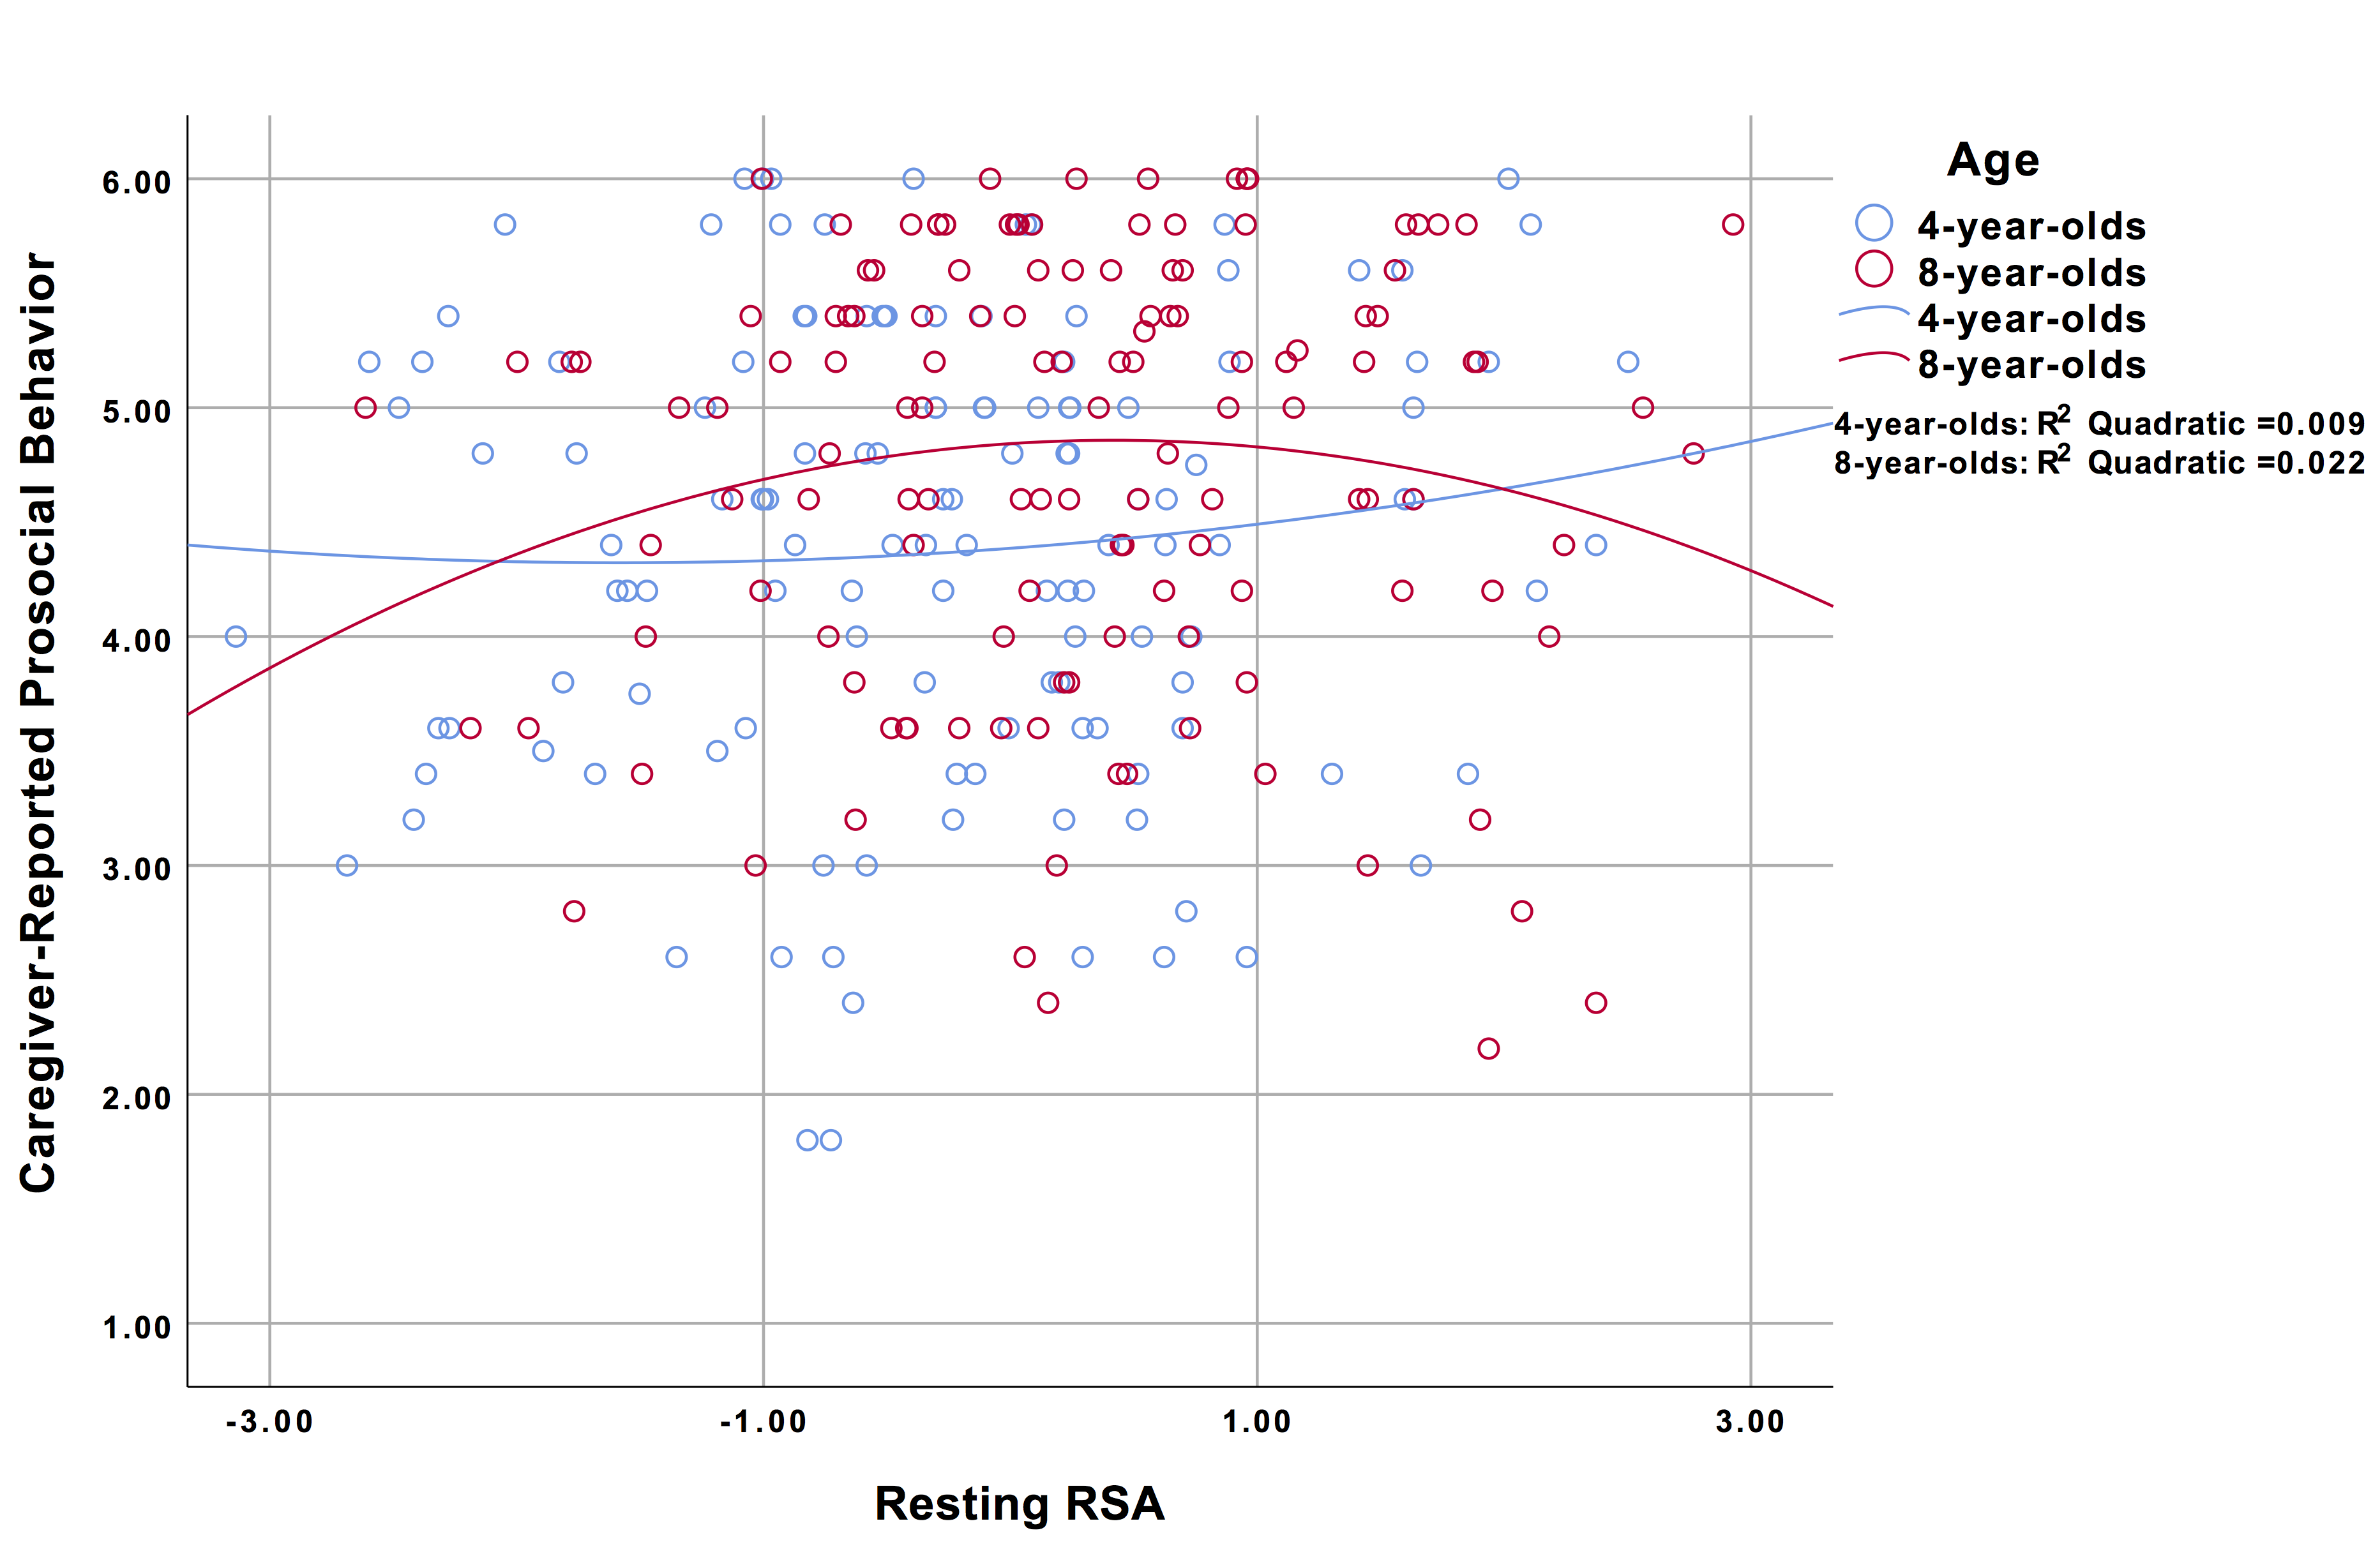 Age
4-year-olds
8-year-olds
4-year-olds
8-year-olds
4-year-olds: R2 Quadratic =0.009
8-year-olds: R2 Quadratic =0.022
Caregiver-Reported Prosocial Behavior
6.00
5.00
4.00
3.00
2.00
1.00
-3.00 -1.00 1.00 3.00
Resting RSA